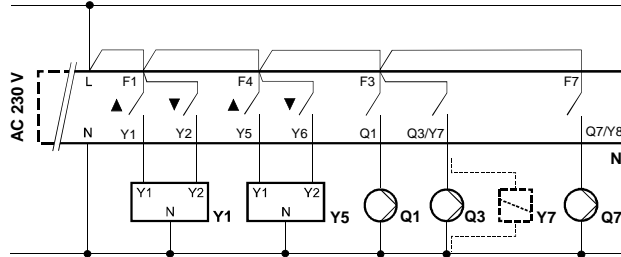 AC 230 V
L F1 F4 F3 F7
N Y1 Y2 Y5 Y6 Q1 Q3/Y7 Q7/Y8
N
Y1 Y2 Y1 Y2
N Y1 N Y5 Q1 Q3 Y7 Q7